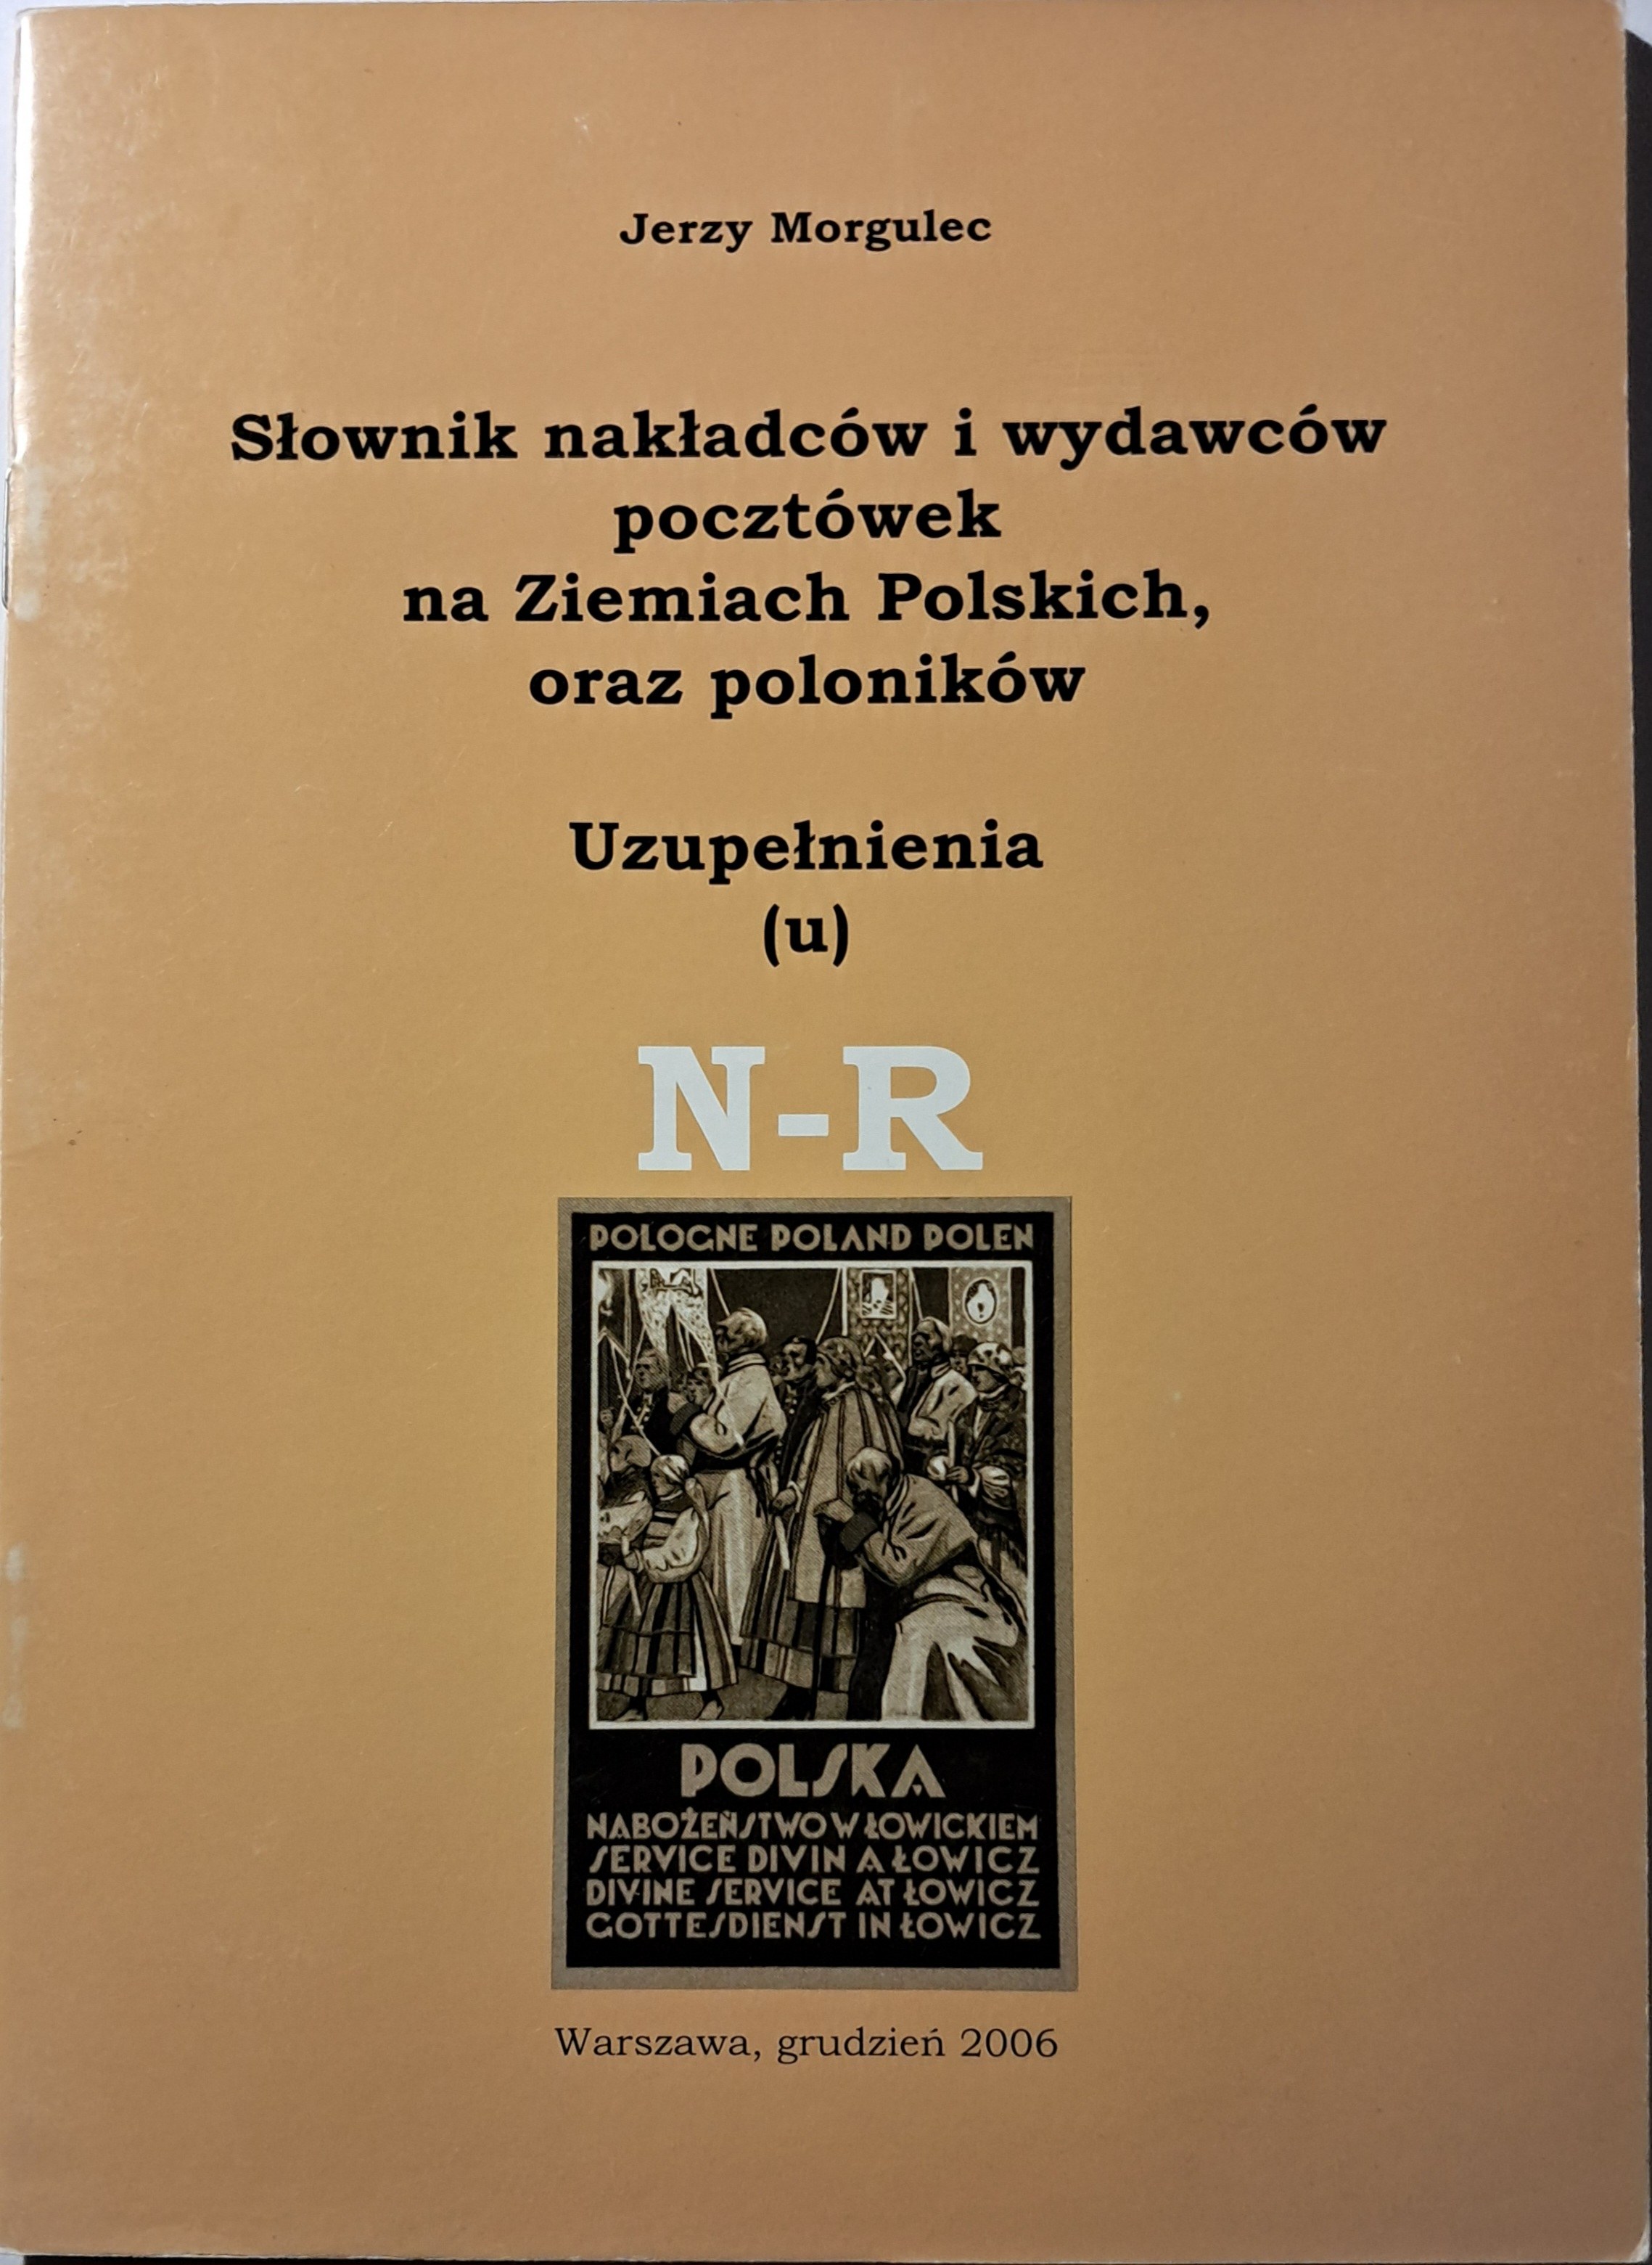 Jerzy Morgulec
Słownik nakładców i wydawców
pocztówek
na Ziemiach Polskich,
oraz poloników
Uzupełnienia
(u)
N-R
POLOGNE POLAND POLEN
POLSKA
NABOŻEŃSTWO W ŁOWICKIEM
SERVICE DIVIN A ŁOWICZ
DIVINE SERVICE AT ŁOWICZ
GOTTESDIENST IN ŁOWICZ
Warszawa, grudzień 2006